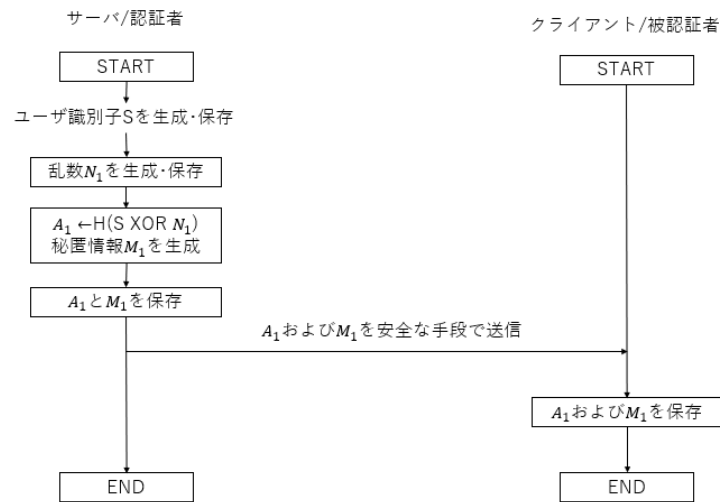 サーバ/認証者
クライアント/被認証者
START
START
ユーザ識別子Sを生成･保存
乱数N₁を生成･保存
A₁ ←H(S XOR N₁)
秘匿情報M₁を生成
A₁とM₁を保存
A₁およびM₁を安全な手段で送信
A₁およびM₁を保存
END
END